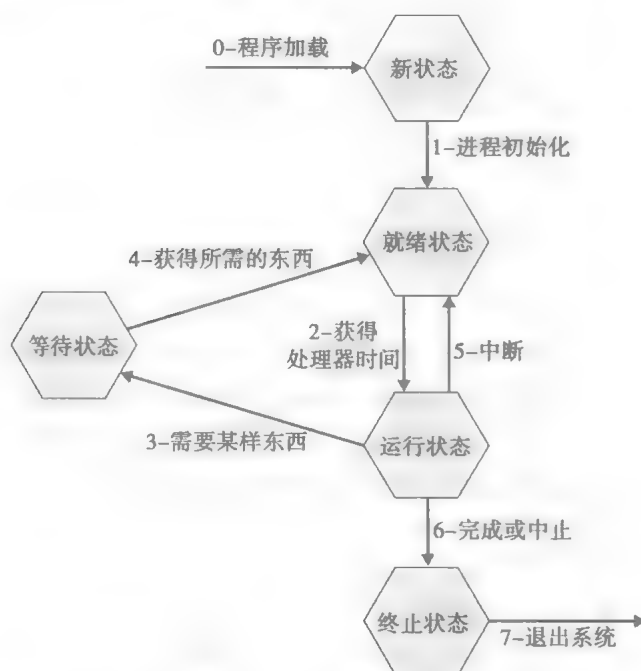 0-程序加载
新状态
1-进程初始化
就绪状态
4-获得所需的东西
等待状态
2-获得
处理器时间
5-中断
3-需要某样东西
运行状态
6-完成或中止
终止状态
7-退出系统